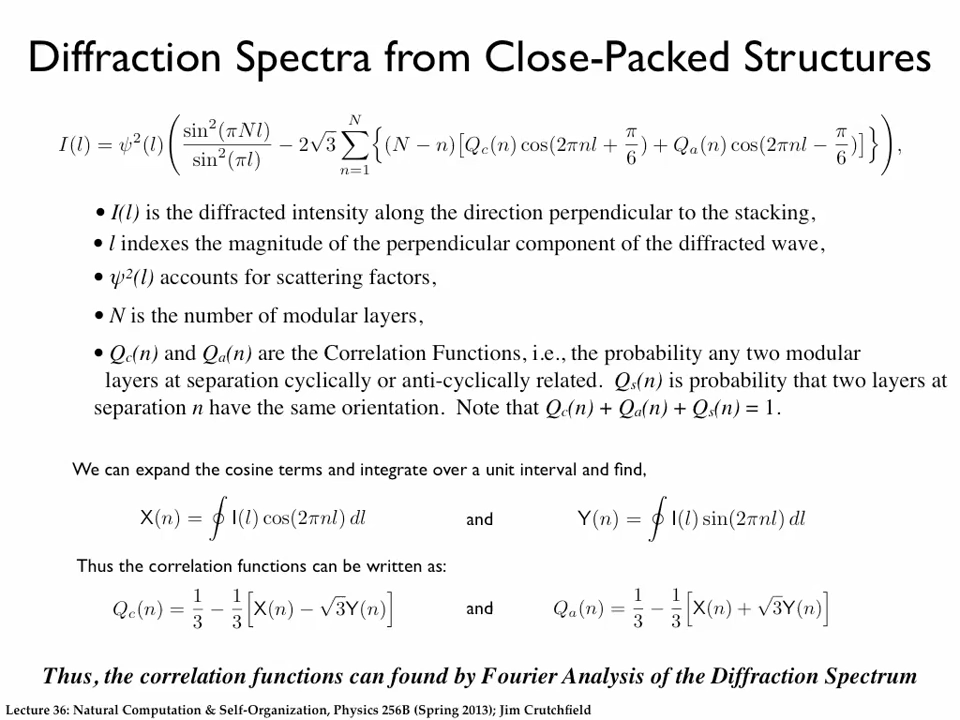 Diffraction Spectra from Close-Packed Structures
I(l) = ψ²(l)( sin²(πNl) / sin²(πl) − 2√3 ∑_{n=1}^{N} { (N − n)[Q_c(n) cos(2πnl + π/6) + Q_a(n) cos(2πnl − π/6)] } ),
• I(l) is the diffracted intensity along the direction perpendicular to the stacking,
• l indexes the magnitude of the perpendicular component of the diffracted wave,
• ψ²(l) accounts for scattering factors,
• N is the number of modular layers,
• Q_c(n) and Q_a(n) are the Correlation Functions, i.e., the probability any two modular
layers at separation cyclically or anti-cyclically related. Q_s(n) is probability that two layers at
separation n have the same orientation. Note that Q_c(n) + Q_a(n) + Q_s(n) = 1.
We can expand the cosine terms and integrate over a unit interval and find,
X(n) = ∮ I(l) cos(2πnl) dl and Y(n) = ∮ I(l) sin(2πnl) dl
Thus the correlation functions can be written as:
Q_c(n) = 1/3 − 1/3 [X(n) − √3Y(n)] and Q_a(n) = 1/3 − 1/3 [X(n) + √3Y(n)]
Thus, the correlation functions can found by Fourier Analysis of the Diffraction Spectrum
Lecture 36: Natural Computation & Self-Organization, Physics 256B (Spring 2013); Jim Crutchfield